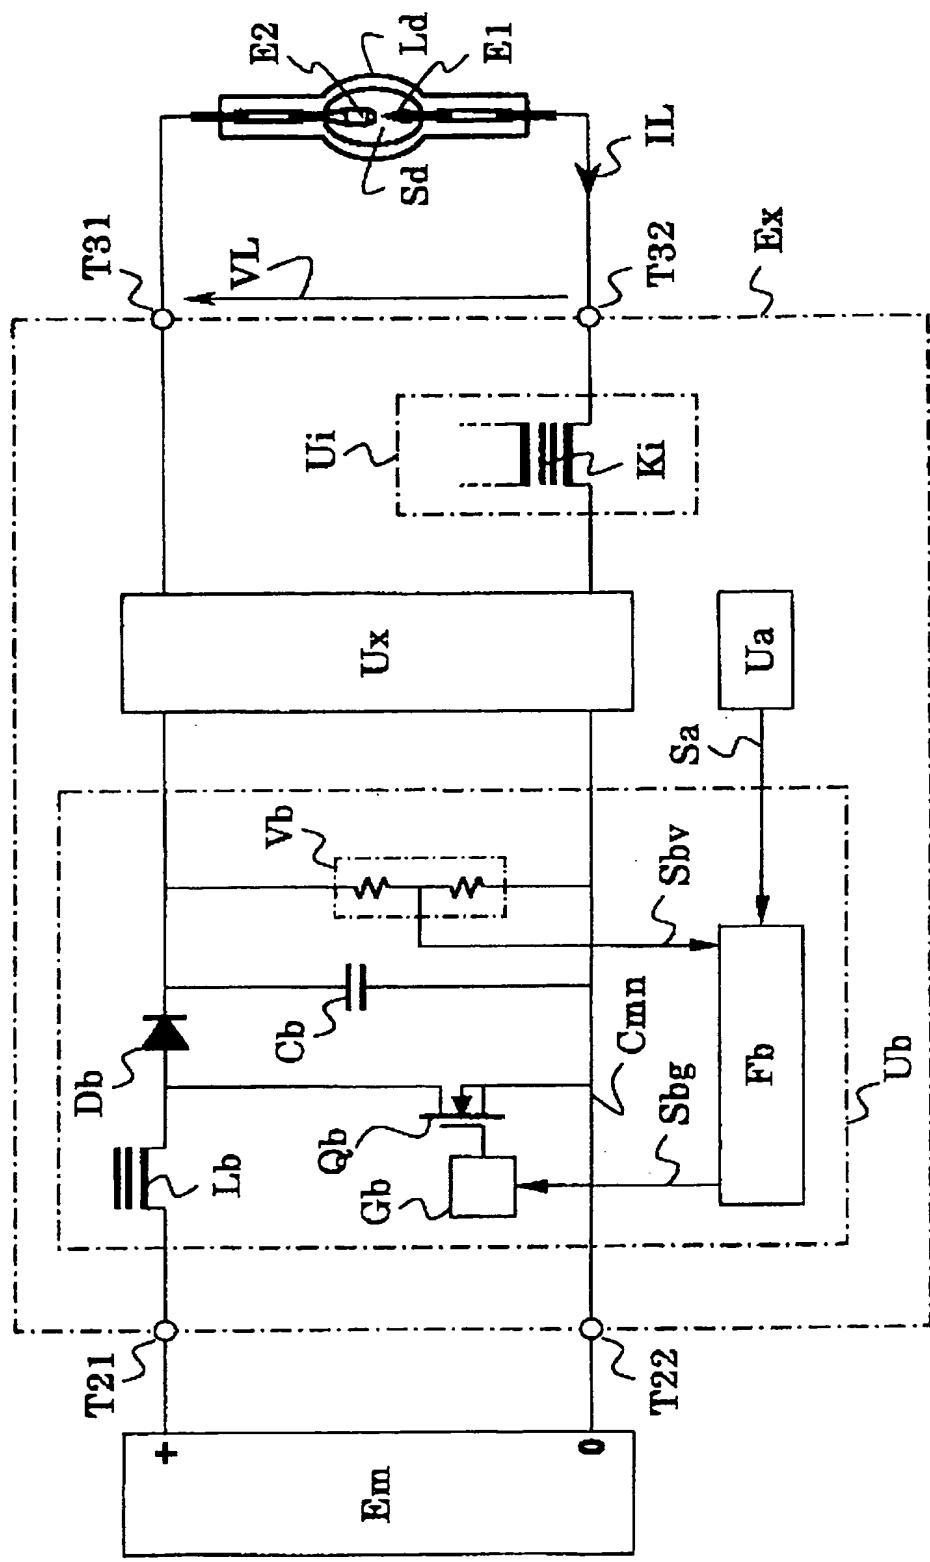 E2
Ld
E1
Sd
IL
T31
VL
T32
Ex
Ui
Ki
Ux
Ua
Sa
Vb
Sbv
Db
Cb
Cmn
Fb
Ub
Lb
Qb
Gb
Sbg
T21
T22
+
0
Em